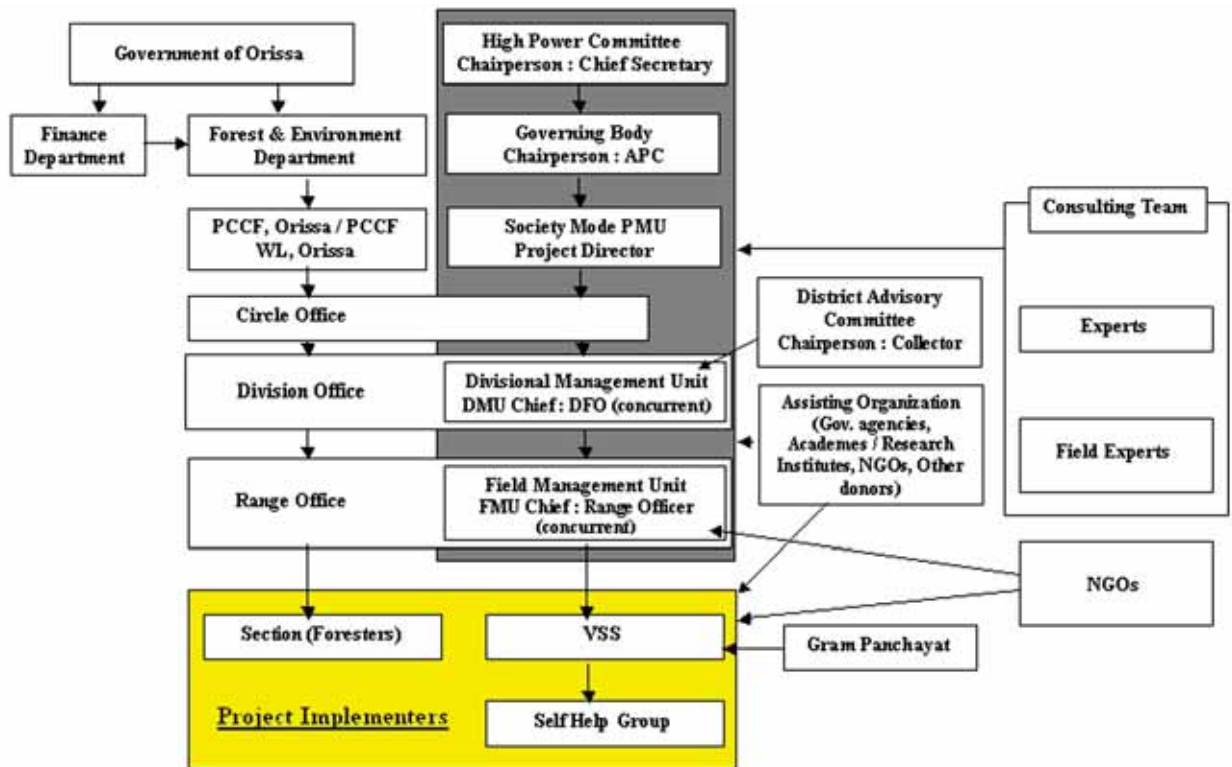 Government of Orissa
Finance
Department
Forest & Environment
Department
PCCF, Orissa / PCCF
WL, Orissa
High Power Committee
Chairperson : Chief Secretary
Governing Body
Chairperson : APC
Society Mode PMU
Project Director
Circle Office
Division Office
Divisional Management Unit
DMU Chief : DFO (concurrent)
Range Office
Field Management Unit
FMU Chief : Range Officer
(concurrent)
Consulting Team
Experts
Field Experts
District Advisory
Committee
Chairperson : Collector
Assisting Organization
(Gov. agencies,
Academes / Research
Institutes, NGOs, Other
donors)
NGOs
Section (Foresters)
VSS
Gram Panchayat
Project Implementers
Self Help Group